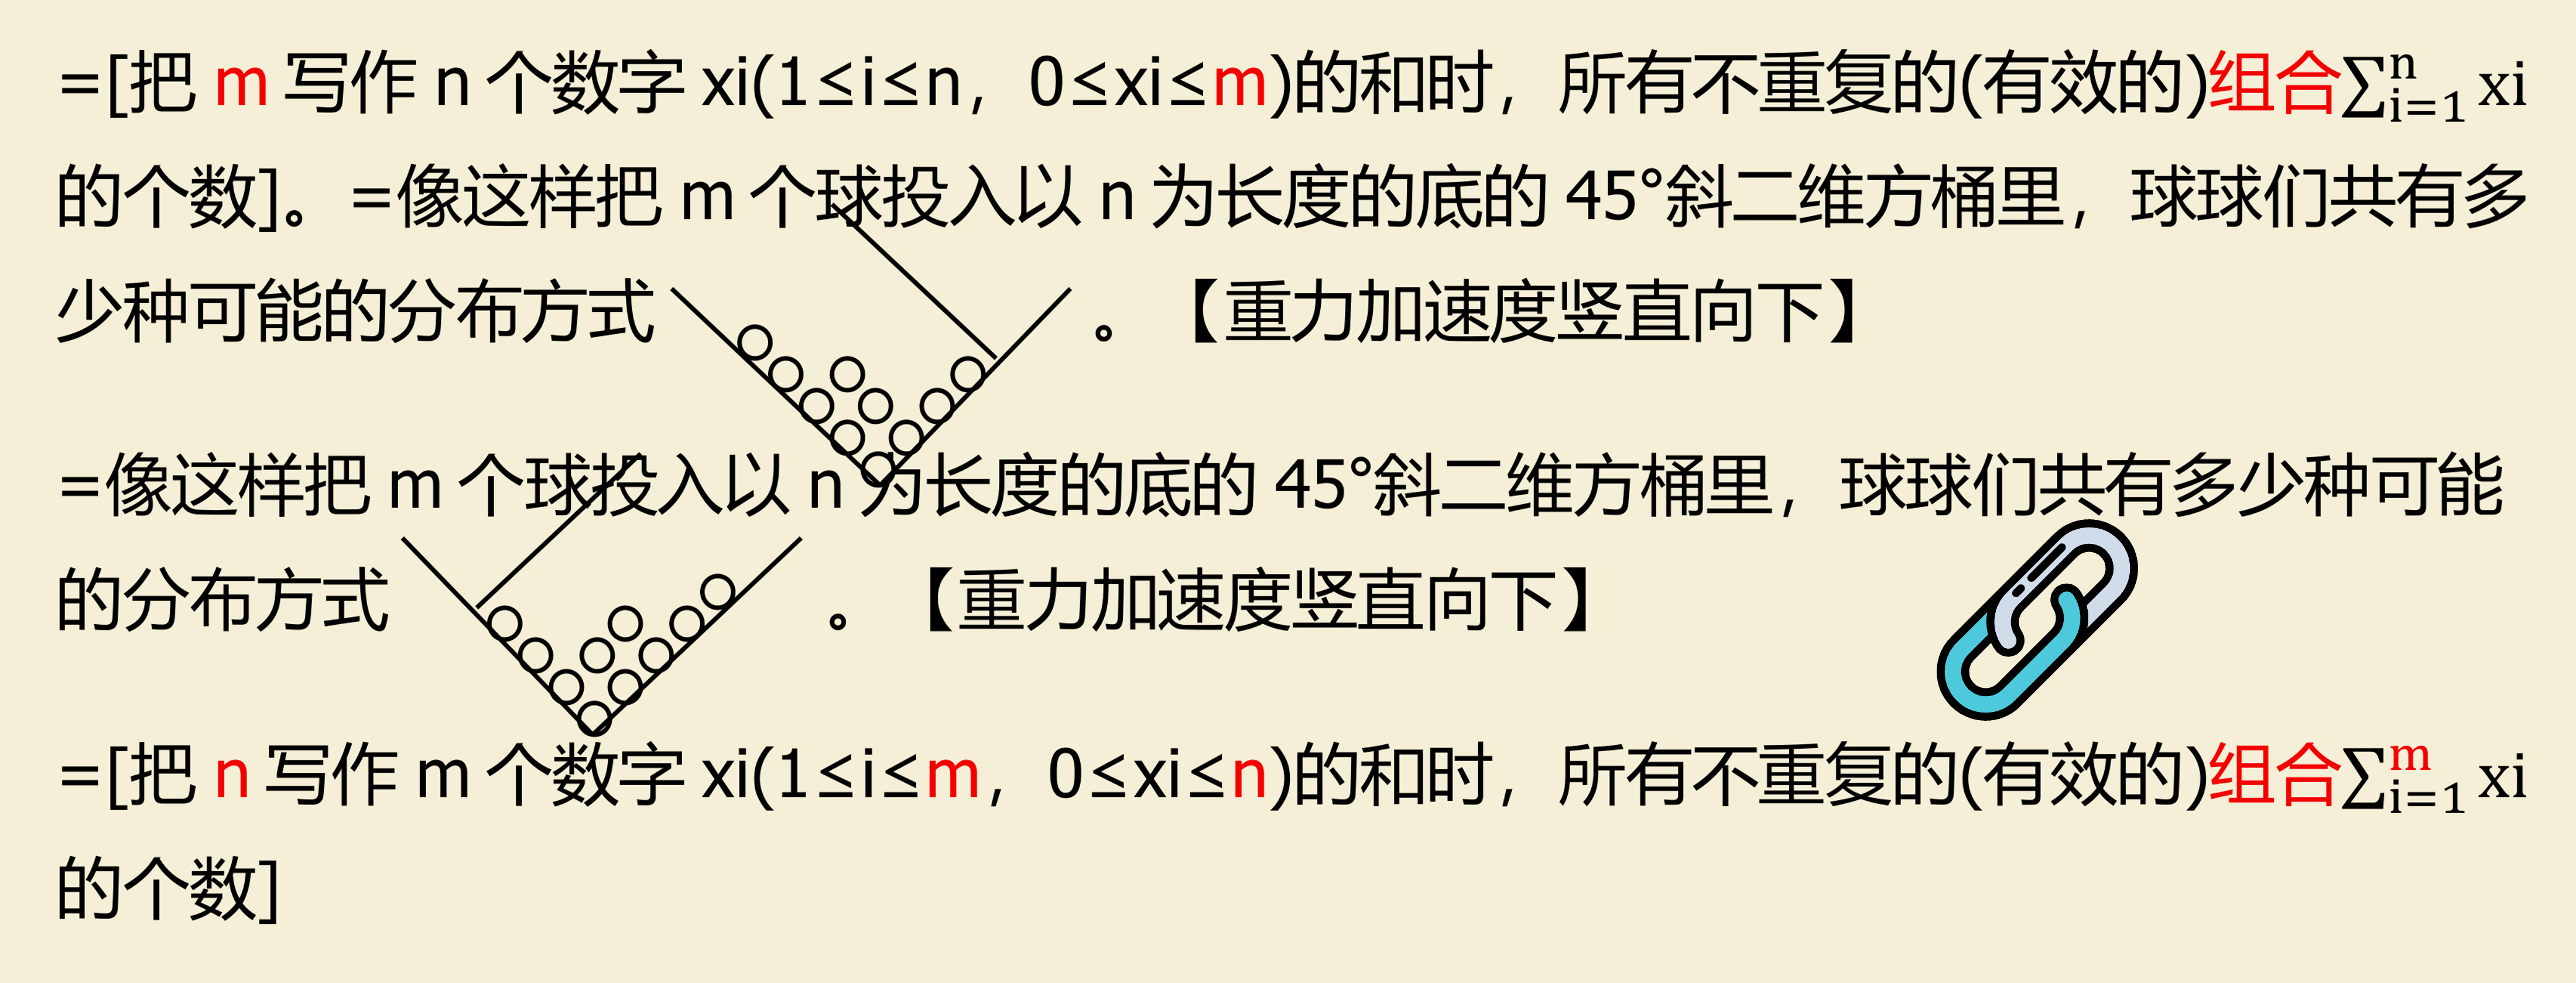 =[把 m 写作 n 个数字 xi(1≤i≤n，0≤xi≤m)的和时，所有不重复的(有效的)组合∑ⁿᵢ₌₁ xi
的个数]。=像这样把 m 个球投入以 n 为长度的底的 45°斜二维方桶里，球球们共有多
少种可能的分布方式 。【重力加速度竖直向下】
=像这样把 m 个球投入以 n 为长度的底的 45°斜二维方桶里，球球们共有多少种可能
的分布方式 。【重力加速度竖直向下】
=[把 n 写作 m 个数字 xi(1≤i≤m，0≤xi≤n)的和时，所有不重复的(有效的)组合∑ᵐᵢ₌₁ xi
的个数]